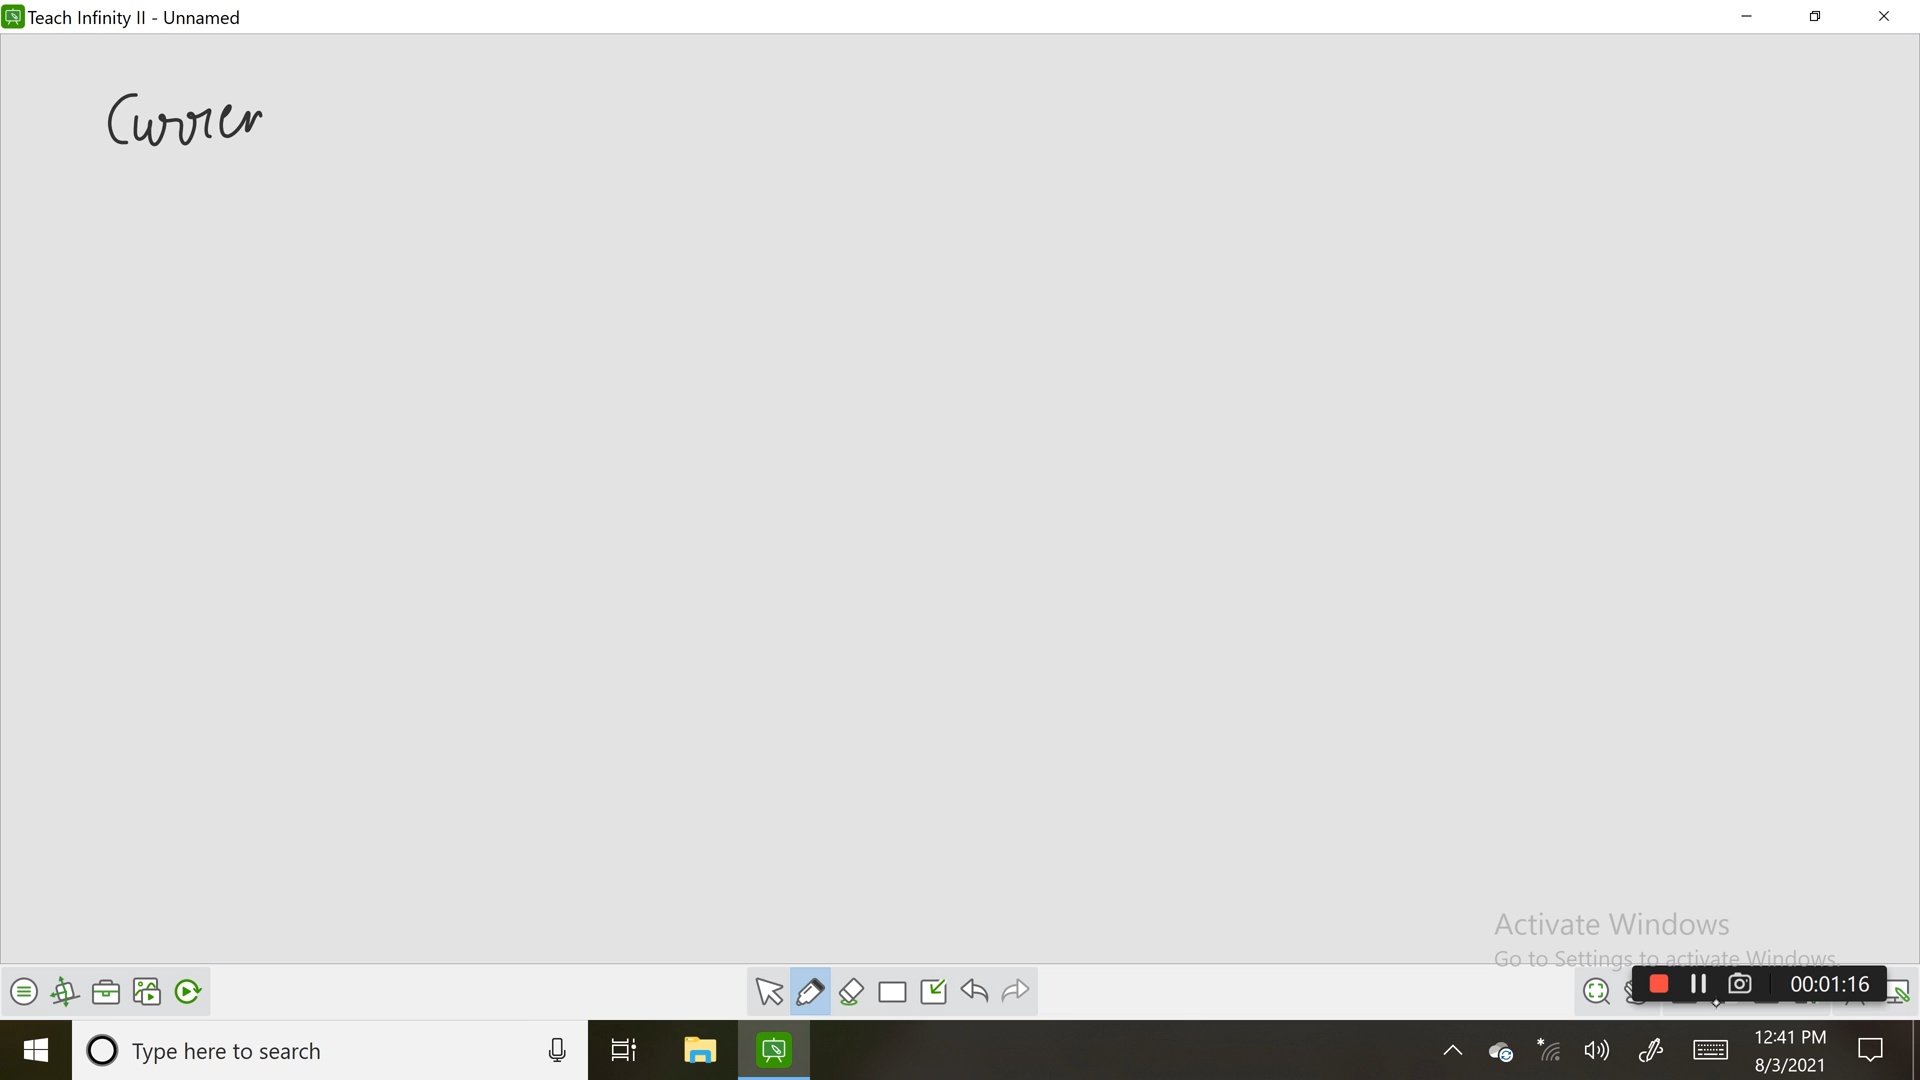 Teach Infinity II - Unnamed
Curren
Activate Windows
Go to Settings to activate Windows.
00:01:16
Type here to search
12:41 PM
8/3/2021